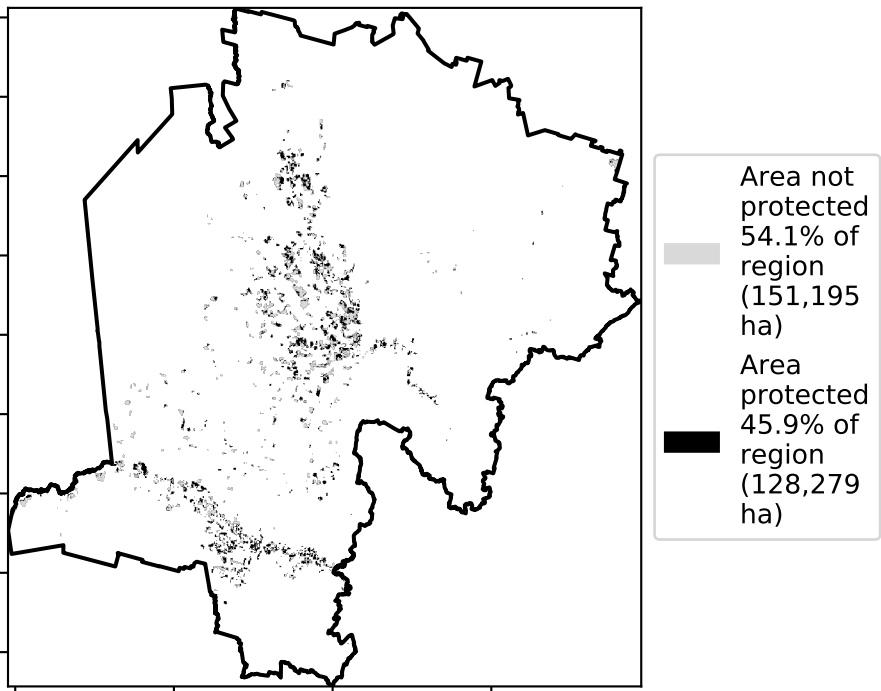 Area not
protected
54.1% of
region
(151,195
ha)
Area
protected
45.9% of
region
(128,279
ha)